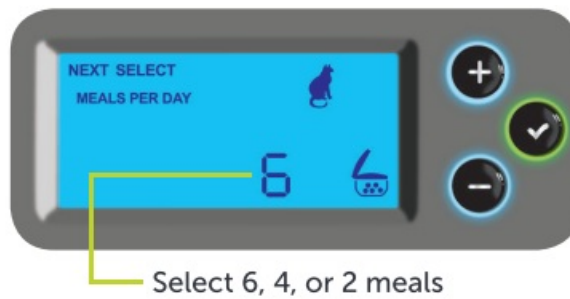 NEXT SELECT
MEALS PER DAY
6
Select 6, 4, or 2 meals